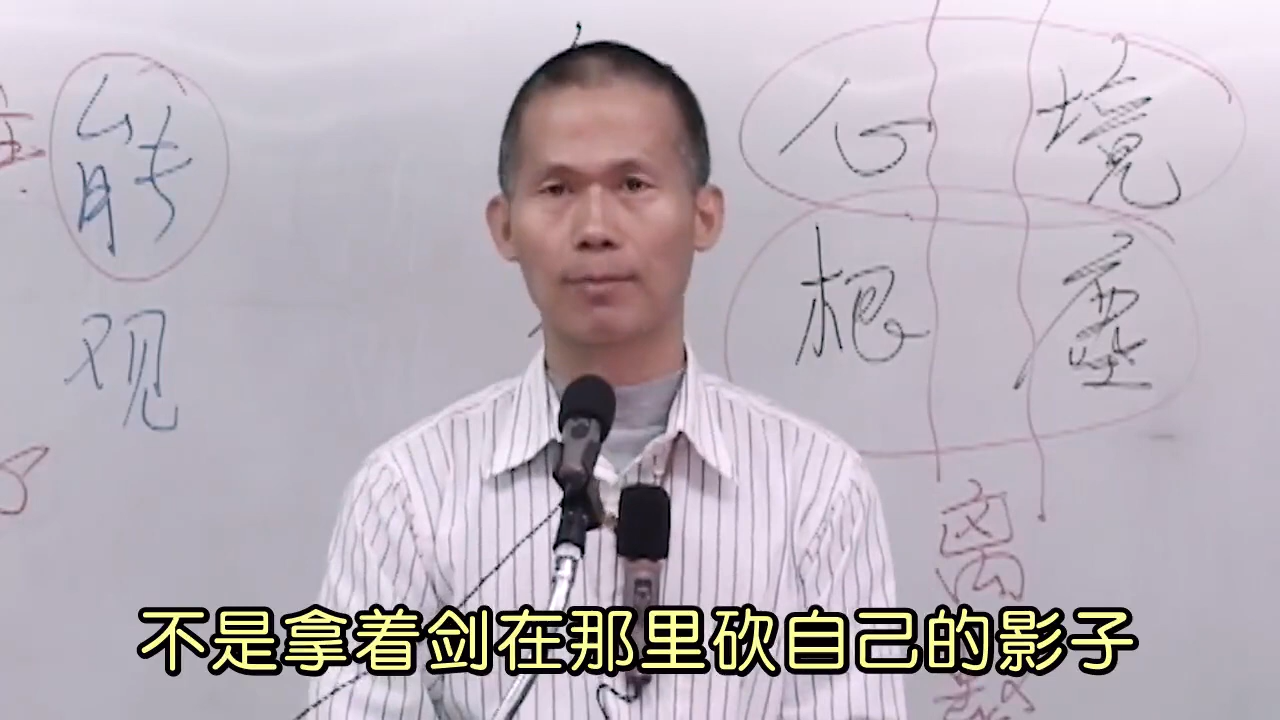 能
观
心 境
根 塵
离
不是拿着剑在那里砍自己的影子